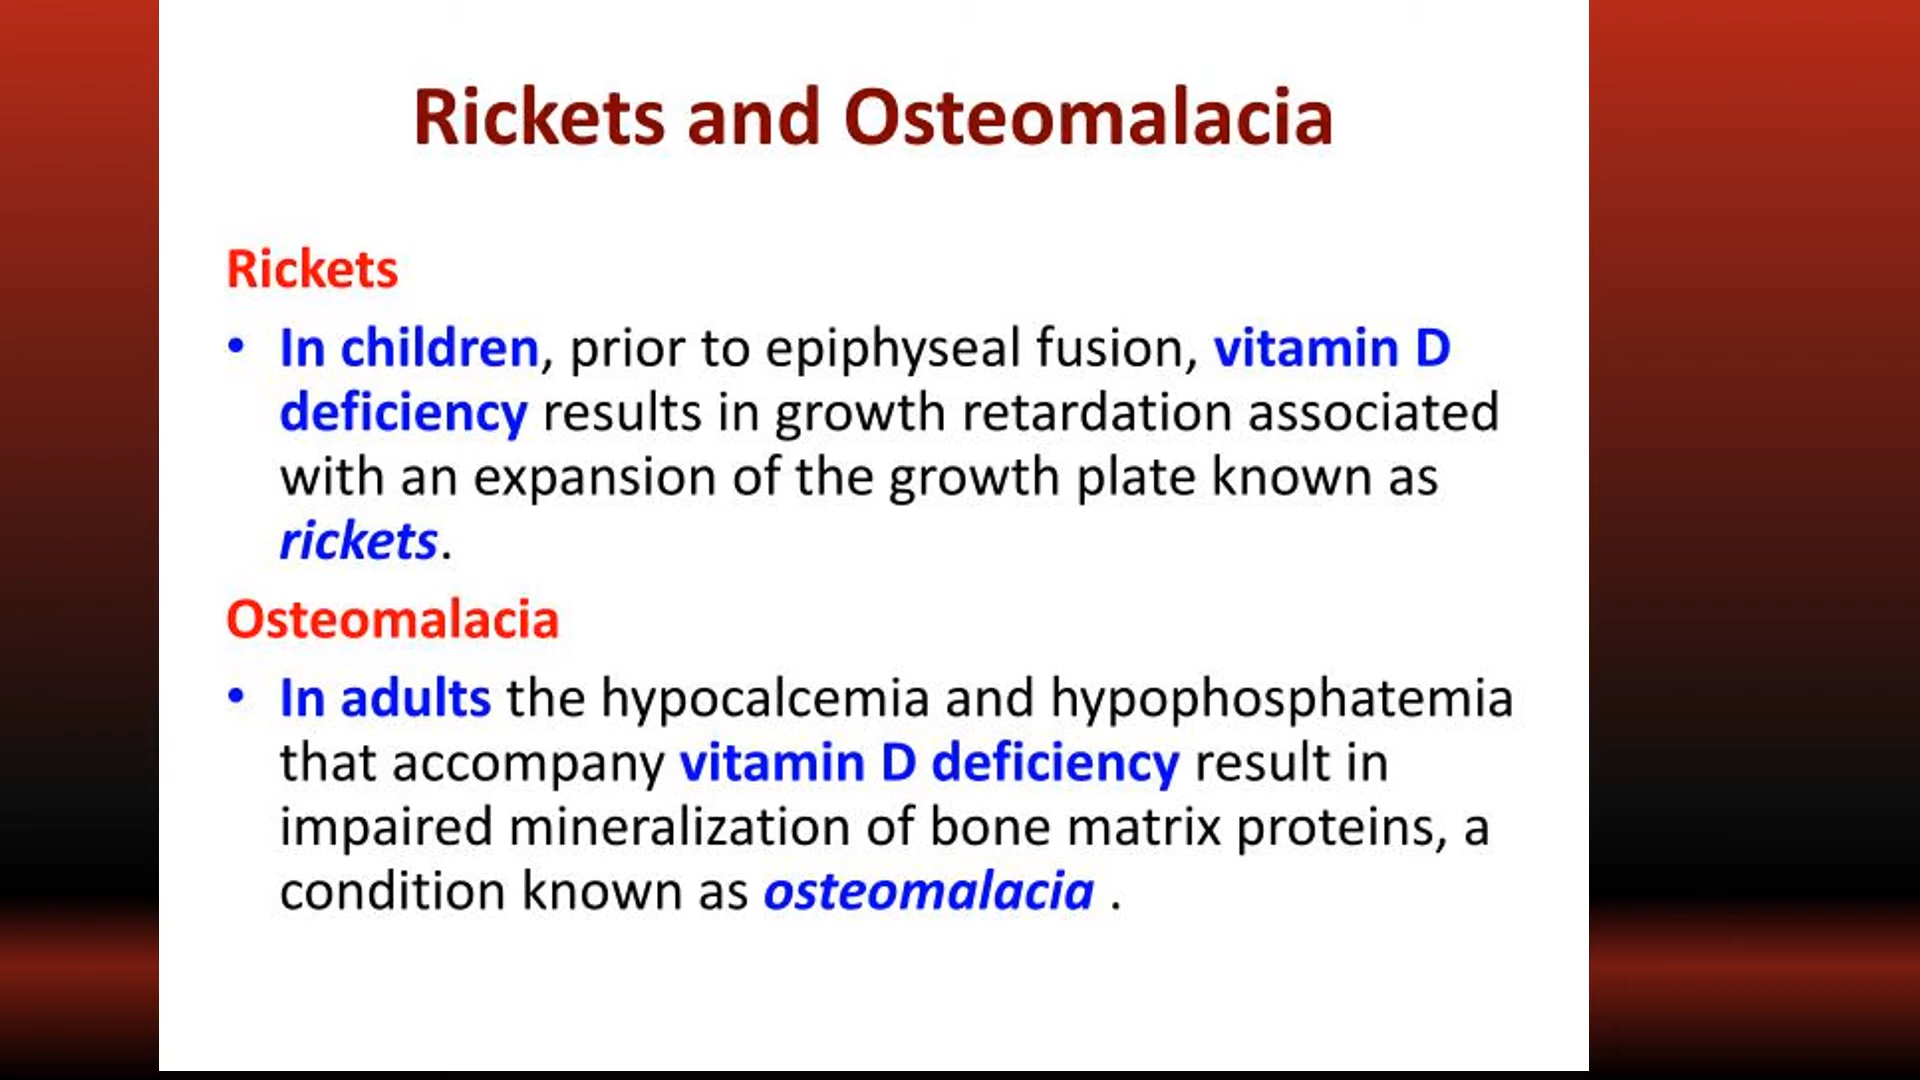 Rickets and Osteomalacia
Rickets
• In children, prior to epiphyseal fusion, vitamin D
deficiency results in growth retardation associated
with an expansion of the growth plate known as
rickets.
Osteomalacia
• In adults the hypocalcemia and hypophosphatemia
that accompany vitamin D deficiency result in
impaired mineralization of bone matrix proteins, a
condition known as osteomalacia .